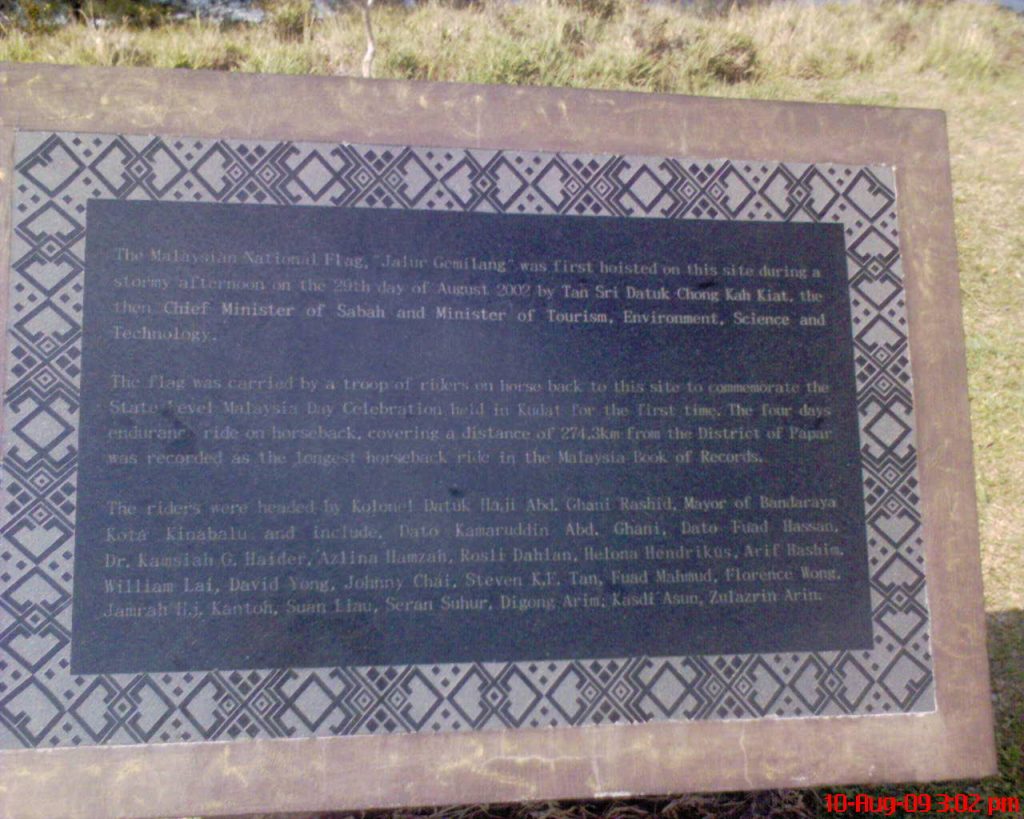 The Malaysian National Flag, "Jalur Gemilang" was first hoisted on this site during a
stormy afternoon on the 29th day of August 2002 by Tan Sri Datuk Chong Kah Kiat, the
then Chief Minister of Sabah and Minister of Tourism, Environment, Science and
Technology.
The flag was carried by a troop of riders on horse back to this site to commemorate the
State Level Malaysia Day Celebration held in Kudat for the first time. The four days
ride on horseback, covering a distance of 274.3km from the District of Papar
was recorded as the longest horseback ride in the Malaysia Book of Records.
The riders were headed by Kolonel Datuk Haji Abd. Ghani Rashid, Mayor of Bandaraya
Kota Kinabalu and include, Dato Kamaruddin Abd. Ghani, Dato Fuad Hassan,
Dr. Kamsiah G. Haider, Azlina Hamzah, Rosli Dahlan, Helona Hendrikus, Arif Hashim,
William Lai, David Yong, Johnny Chai, Steven K.F. Tan, Fuad Mahmud, Florence Wong,
Jamrah Hj. Kantoh, Suan Liau, Seran Suhur, Digong Arim, Kasdi Asun, Zulazrin Arin.
10-Aug-09 3:02 pm